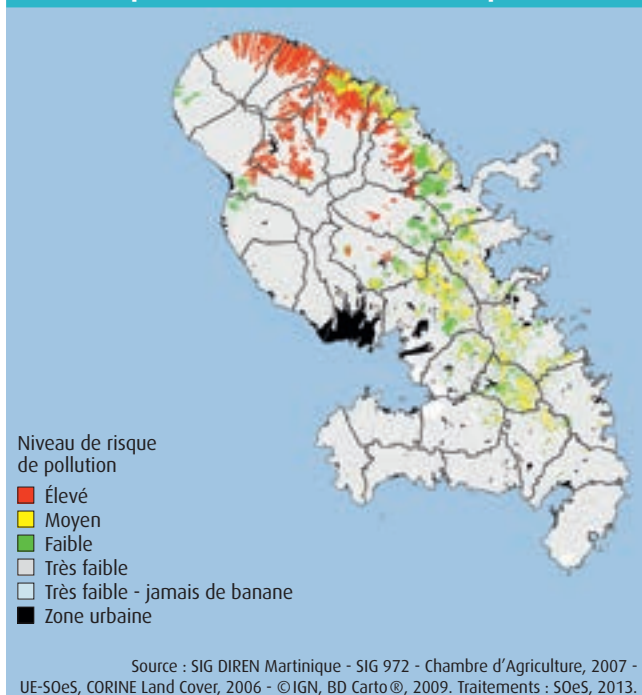 Niveau de risque
de pollution
Élevé
Moyen
Faible
Très faible
Très faible - jamais de banane
Zone urbaine
Source : SIG DIREN Martinique - SIG 972 - Chambre d’Agriculture, 2007 -
UE-SOeS, CORINE Land Cover, 2006 - ©IGN, BD Carto®, 2009. Traitements : SOeS, 2013.